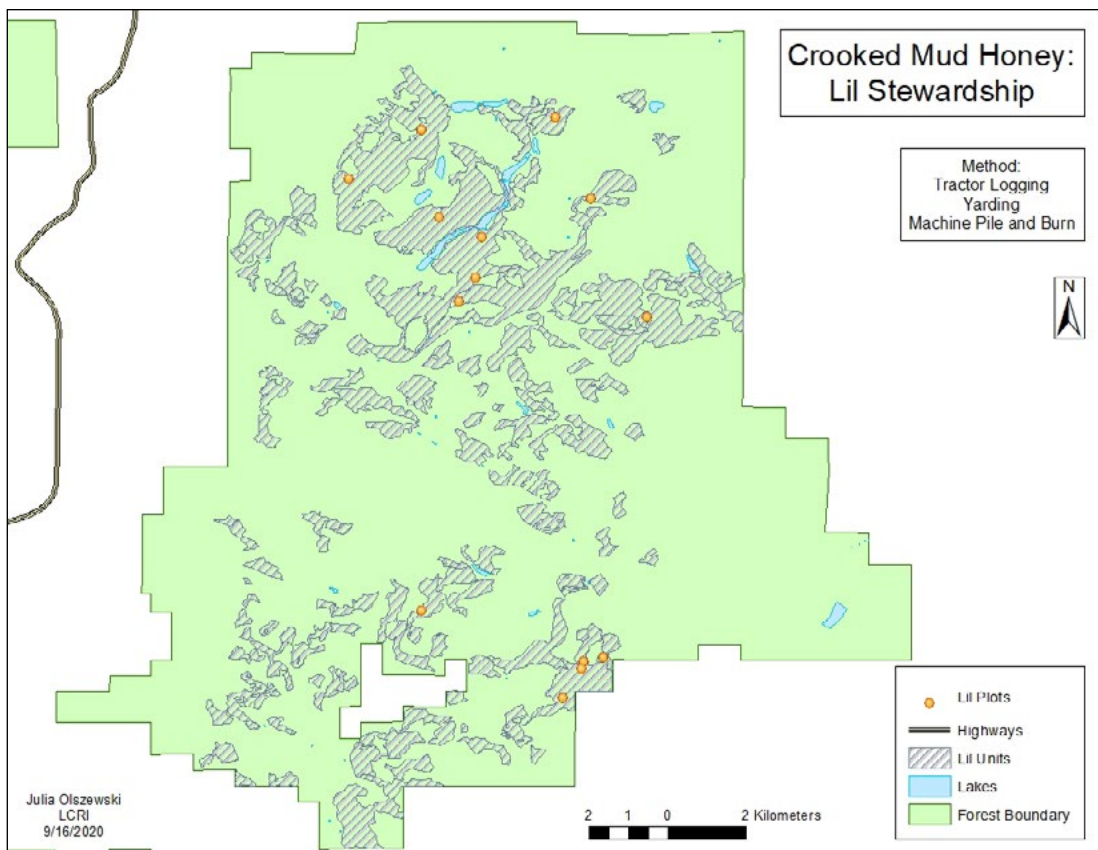 Crooked Mud Honey:
Lil Stewardship
Method:
Tractor Logging
Yarding
Machine Pile and Burn
N
Lil Plots
Highways
Lil Units
Lakes
Forest Boundary
Julia Olszewski
LCRI
9/16/2020
2 1 0 2 Kilometers